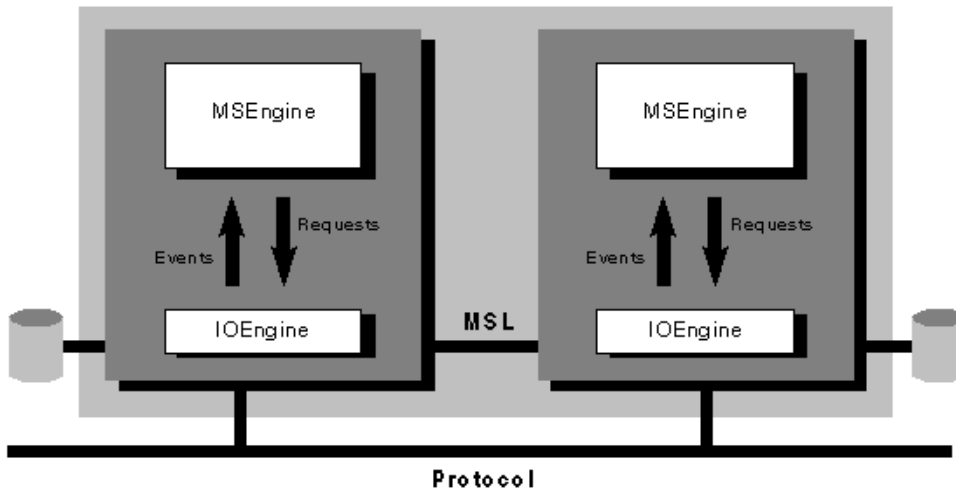 MSEngine
MSEngine
Requests
Requests
Events
Events
MSL
IOEngine
IOEngine
Protocol